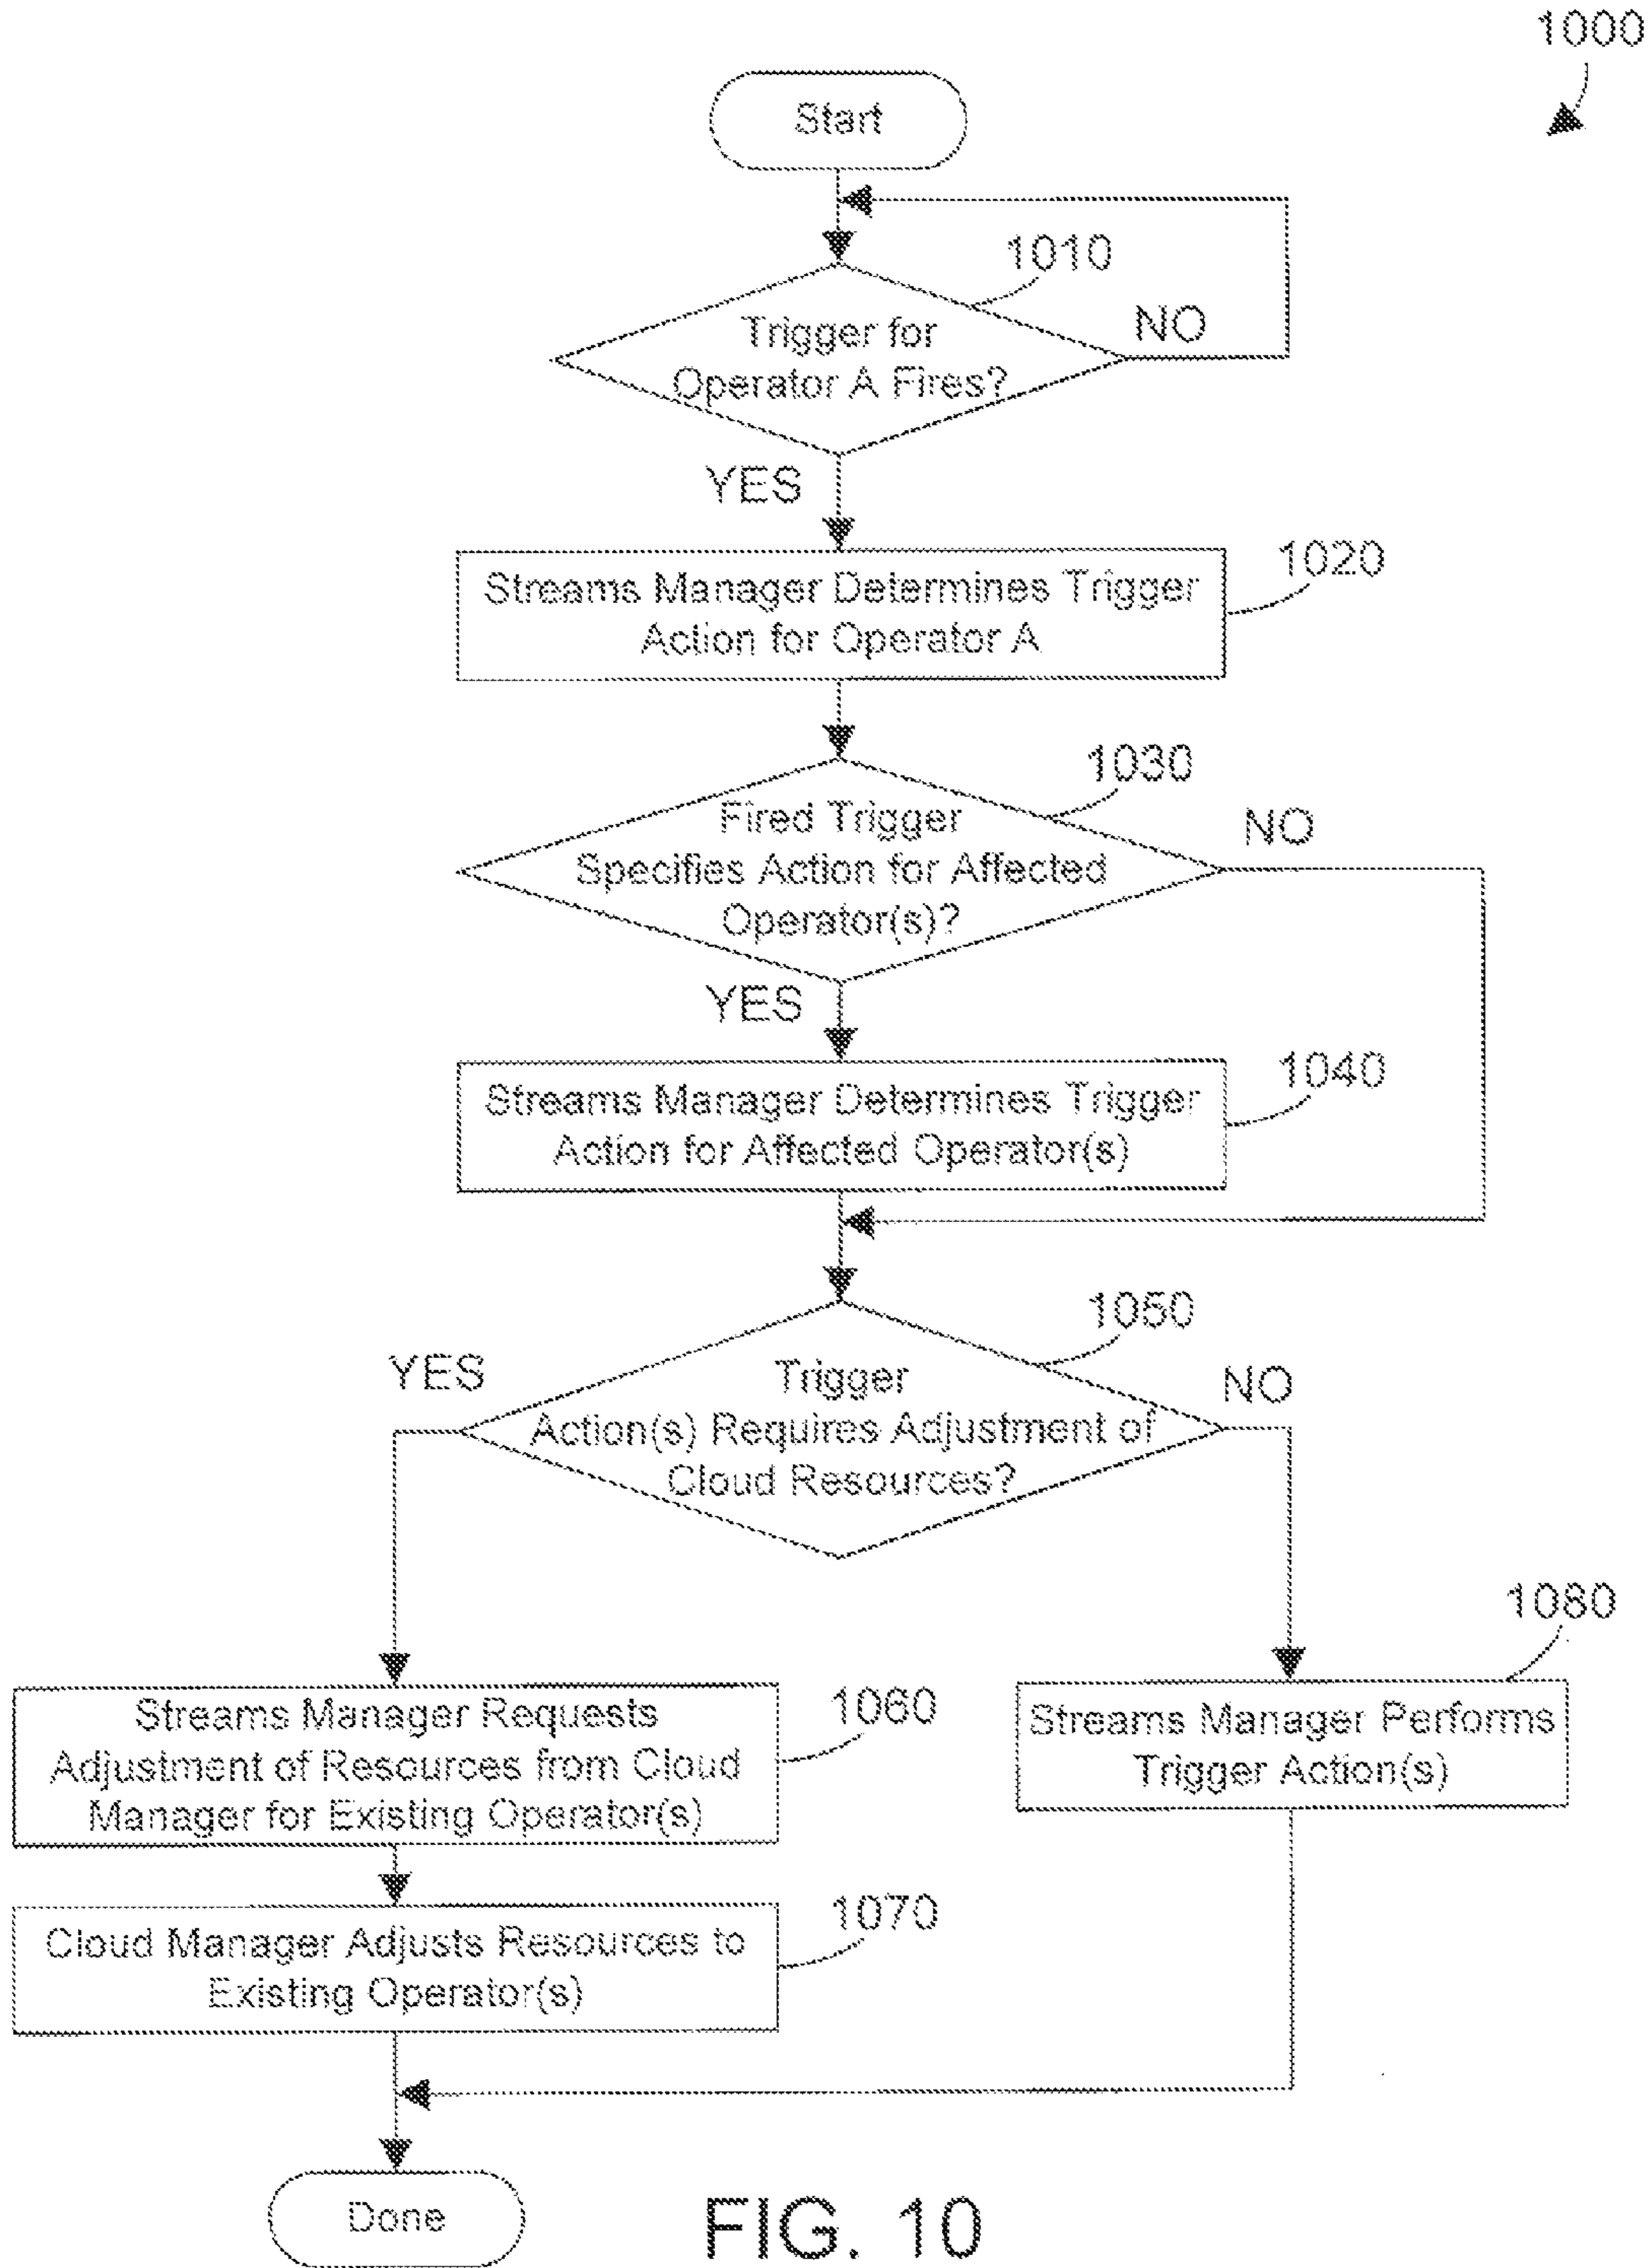 1000
Start
1010
Trigger for
Operator A Fires?
NO
YES
1020
Streams Manager Determines Trigger
Action for Operator A
1030
Fired Trigger
Specifies Action for Affected
Operator(s)?
NO
YES
1040
Streams Manager Determines Trigger
Action for Affected Operator(s)
1050
YES
Trigger
Action(s) Requires Adjustment of
Cloud Resources?
NO
1080
Streams Manager Requests
Adjustment of Resources from Cloud
Manager for Existing Operator(s)
1060
Streams Manager Performs
Trigger Action(s)
Cloud Manager Adjusts Resources to
Existing Operator(s)
1070
Done
FIG. 10